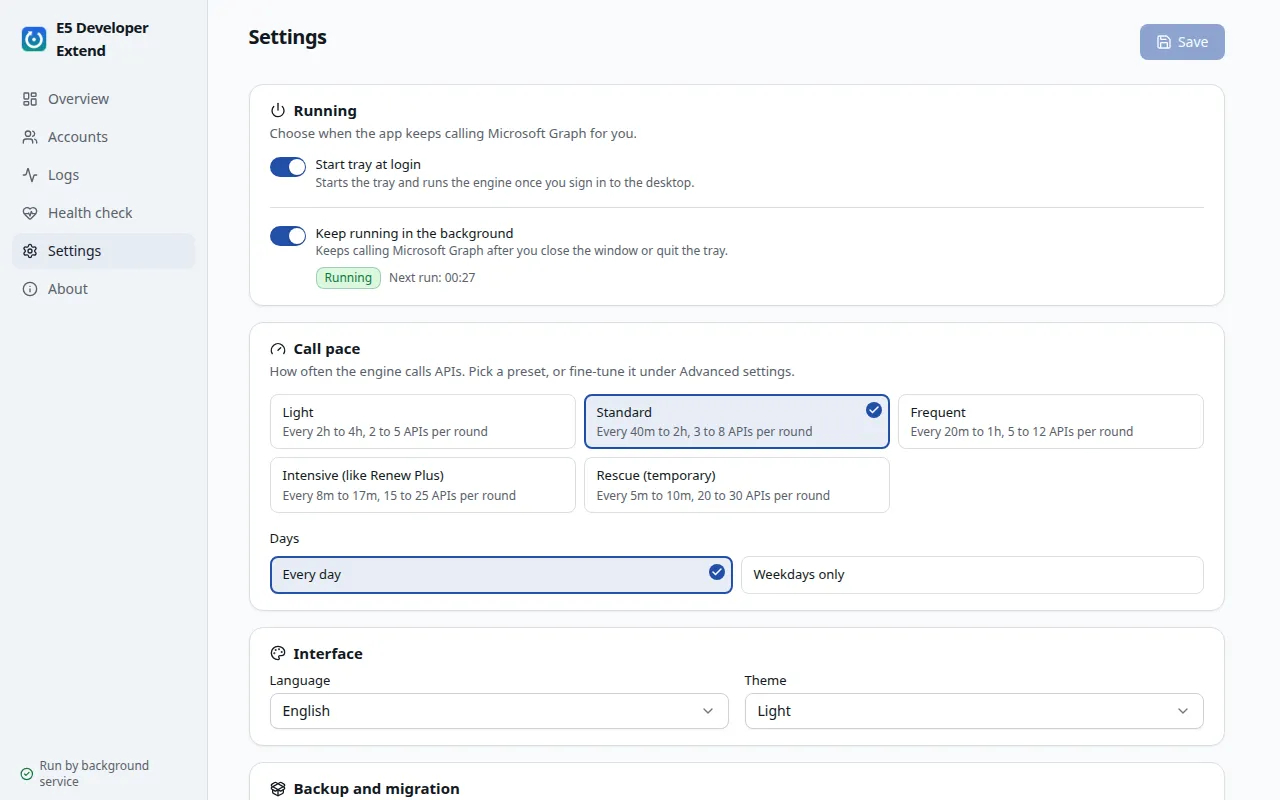 E5 Developer
Extend
Overview
Accounts
Logs
Health check
Settings
About
Run by background
service
Settings
Save
Running
Choose when the app keeps calling Microsoft Graph for you.
Start tray at login
Starts the tray and runs the engine once you sign in to the desktop.
Keep running in the background
Keeps calling Microsoft Graph after you close the window or quit the tray.
Running Next run: 00:27
Call pace
How often the engine calls APIs. Pick a preset, or fine-tune it under Advanced settings.
Light
Every 2h to 4h, 2 to 5 APIs per round
Standard
Every 40m to 2h, 3 to 8 APIs per round
Frequent
Every 20m to 1h, 5 to 12 APIs per round
Intensive (like Renew Plus)
Every 8m to 17m, 15 to 25 APIs per round
Rescue (temporary)
Every 5m to 10m, 20 to 30 APIs per round
Days
Every day
Weekdays only
Interface
Language
English
Theme
Light
Backup and migration